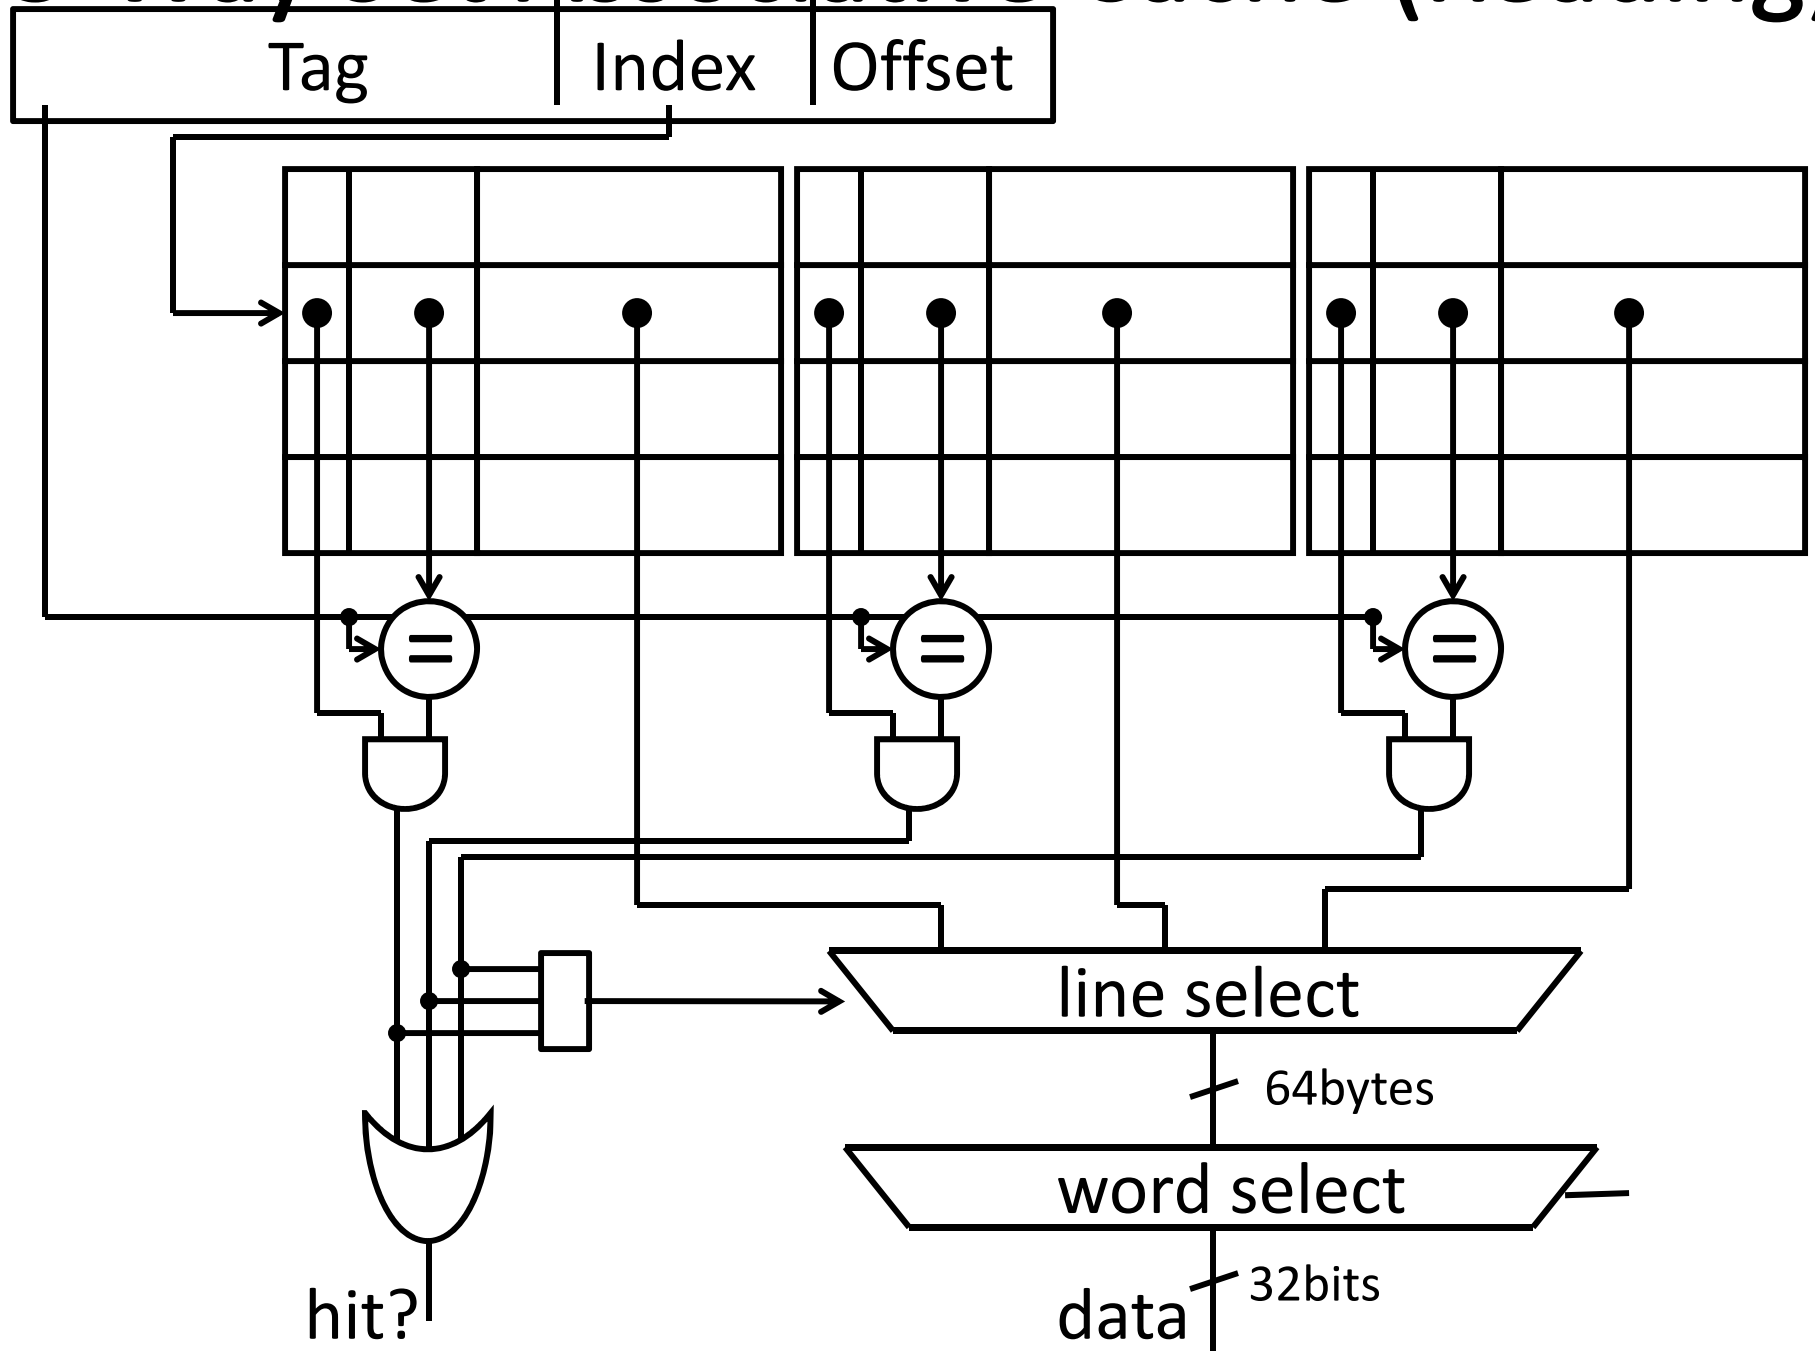 Tag Index Offset
=
=
=
line select
64bytes
word select
32bits
hit?
data